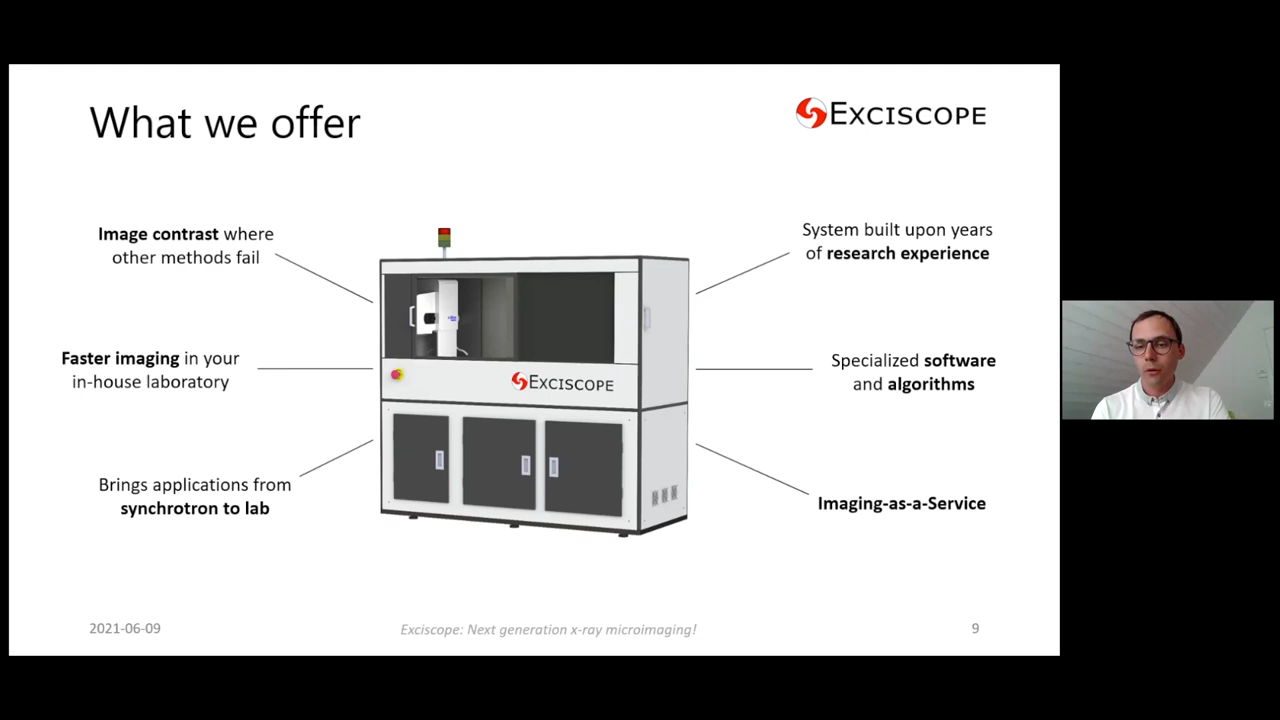 What we offer
EXCISCOPE
Image contrast where
other methods fail
Faster imaging in your
in-house laboratory
Brings applications from
synchrotron to lab
EXCISCOPE
System built upon years
of research experience
Specialized software
and algorithms
Imaging-as-a-Service
2021-06-09
Exciscope: Next generation x-ray microimaging!
9